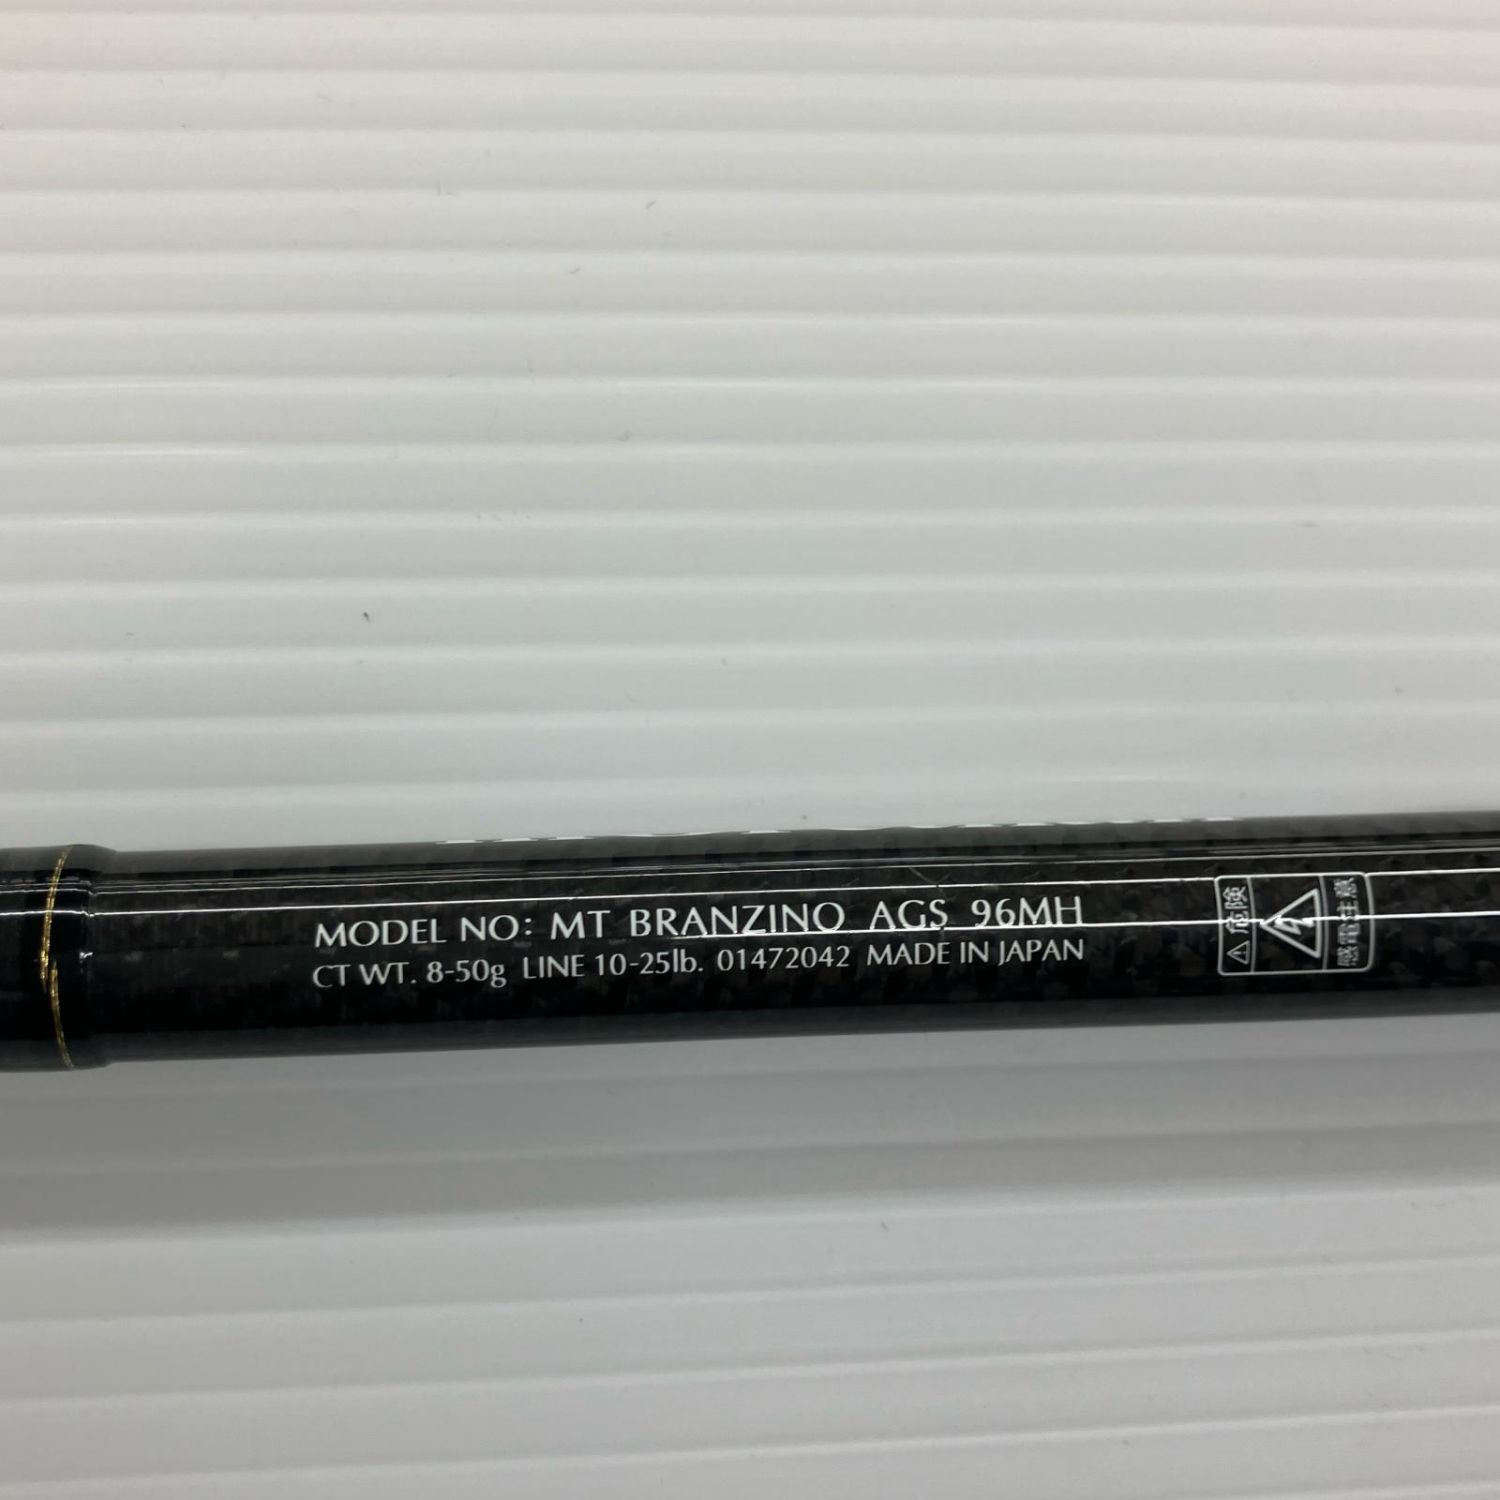 MODEL NO: MT BRANZINO AGS 96MH
CT WT. 8-50g LINE 10-25lb. 01472042 MADE IN JAPAN
⚠危険
感電注意